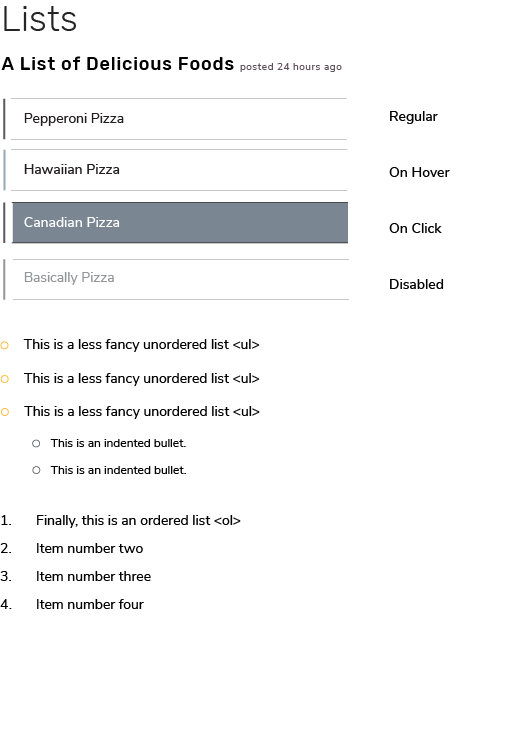 Lists
A List of Delicious Foods posted 24 hours ago
Pepperoni Pizza Regular
Hawaiian Pizza On Hover
Canadian Pizza On Click
Basically Pizza Disabled
This is a less fancy unordered list <ul>
This is a less fancy unordered list <ul>
This is a less fancy unordered list <ul>
This is an indented bullet.
This is an indented bullet.
1. Finally, this is an ordered list <ol>
2. Item number two
3. Item number three
4. Item number four